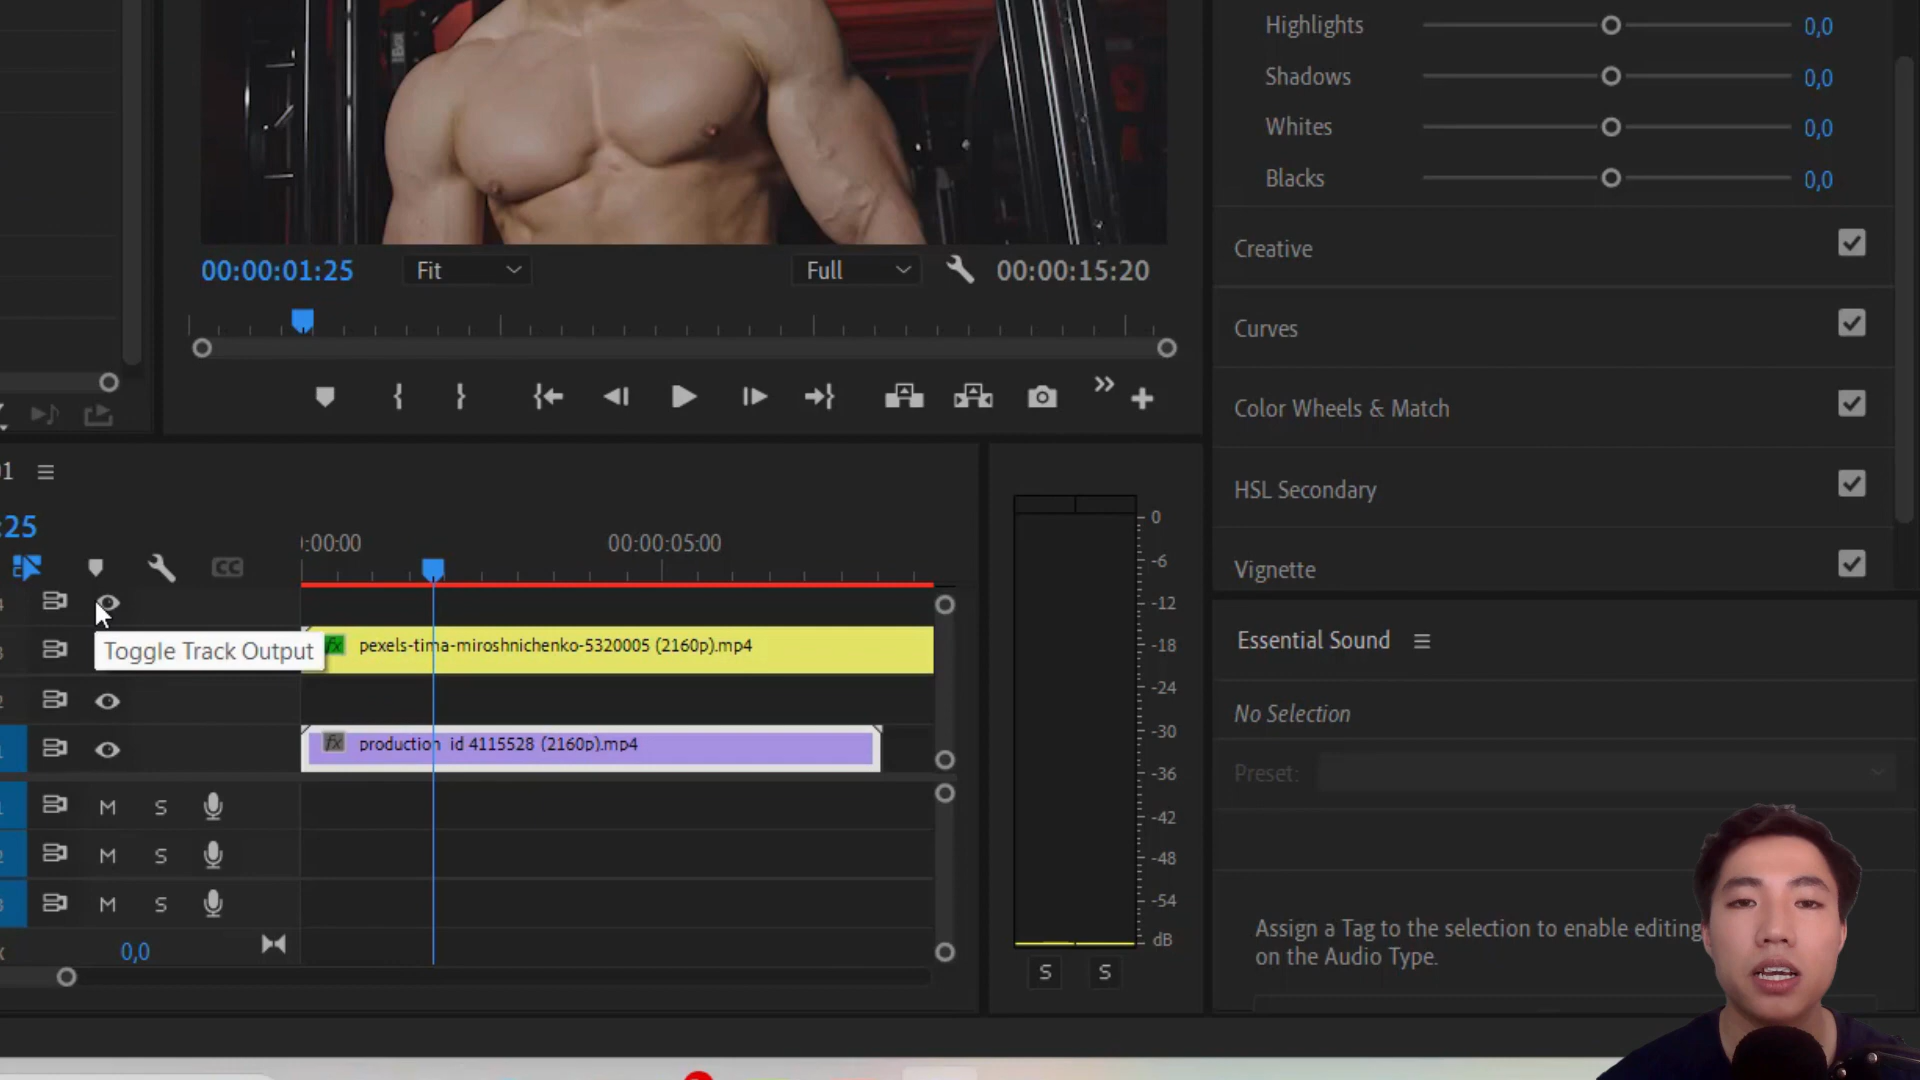 Highlights 0,0
Shadows 0,0
Whites 0,0
Blacks 0,0
00:00:01:25 Fit Full 00:00:15:20
Creative
Curves
Color Wheels & Match
HSL Secondary
Vignette
:25
CC
:00:00 00:00:05:00
Toggle Track Output
fx pexels-tima-miroshnichenko-5320005 (2160p).mp4
fx production_id 4115528 (2160p).mp4
M S
M S
M S
0,0
0
-6
-12
-18
-24
-30
-36
-42
-48
-54
dB
S S
Essential Sound
No Selection
Preset:
Assign a Tag to the selection to enable editing
on the Audio Type.